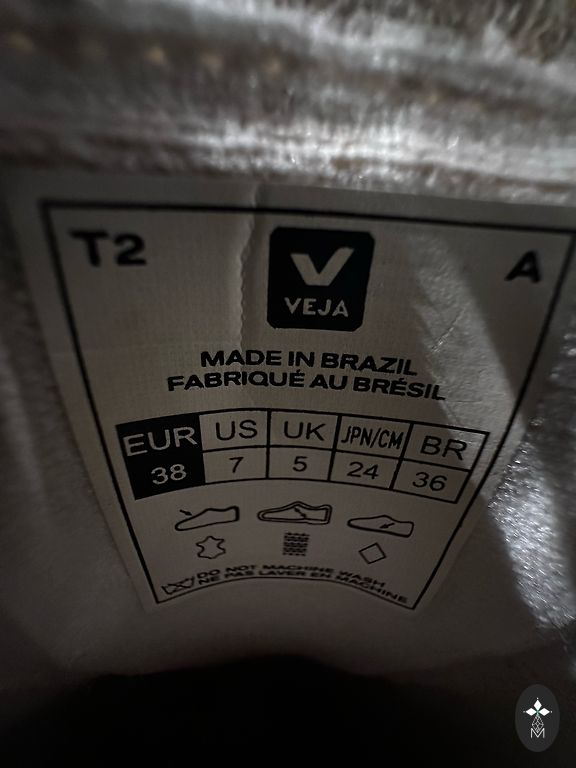 T2
A
VEJA
MADE IN BRAZIL
FABRIQUÉ AU BRÉSIL
EUR US UK JPN/CM BR
38 7 5 24 36
DO NOT MACHINE WASH
NE PAS LAVER EN MACHINE
M